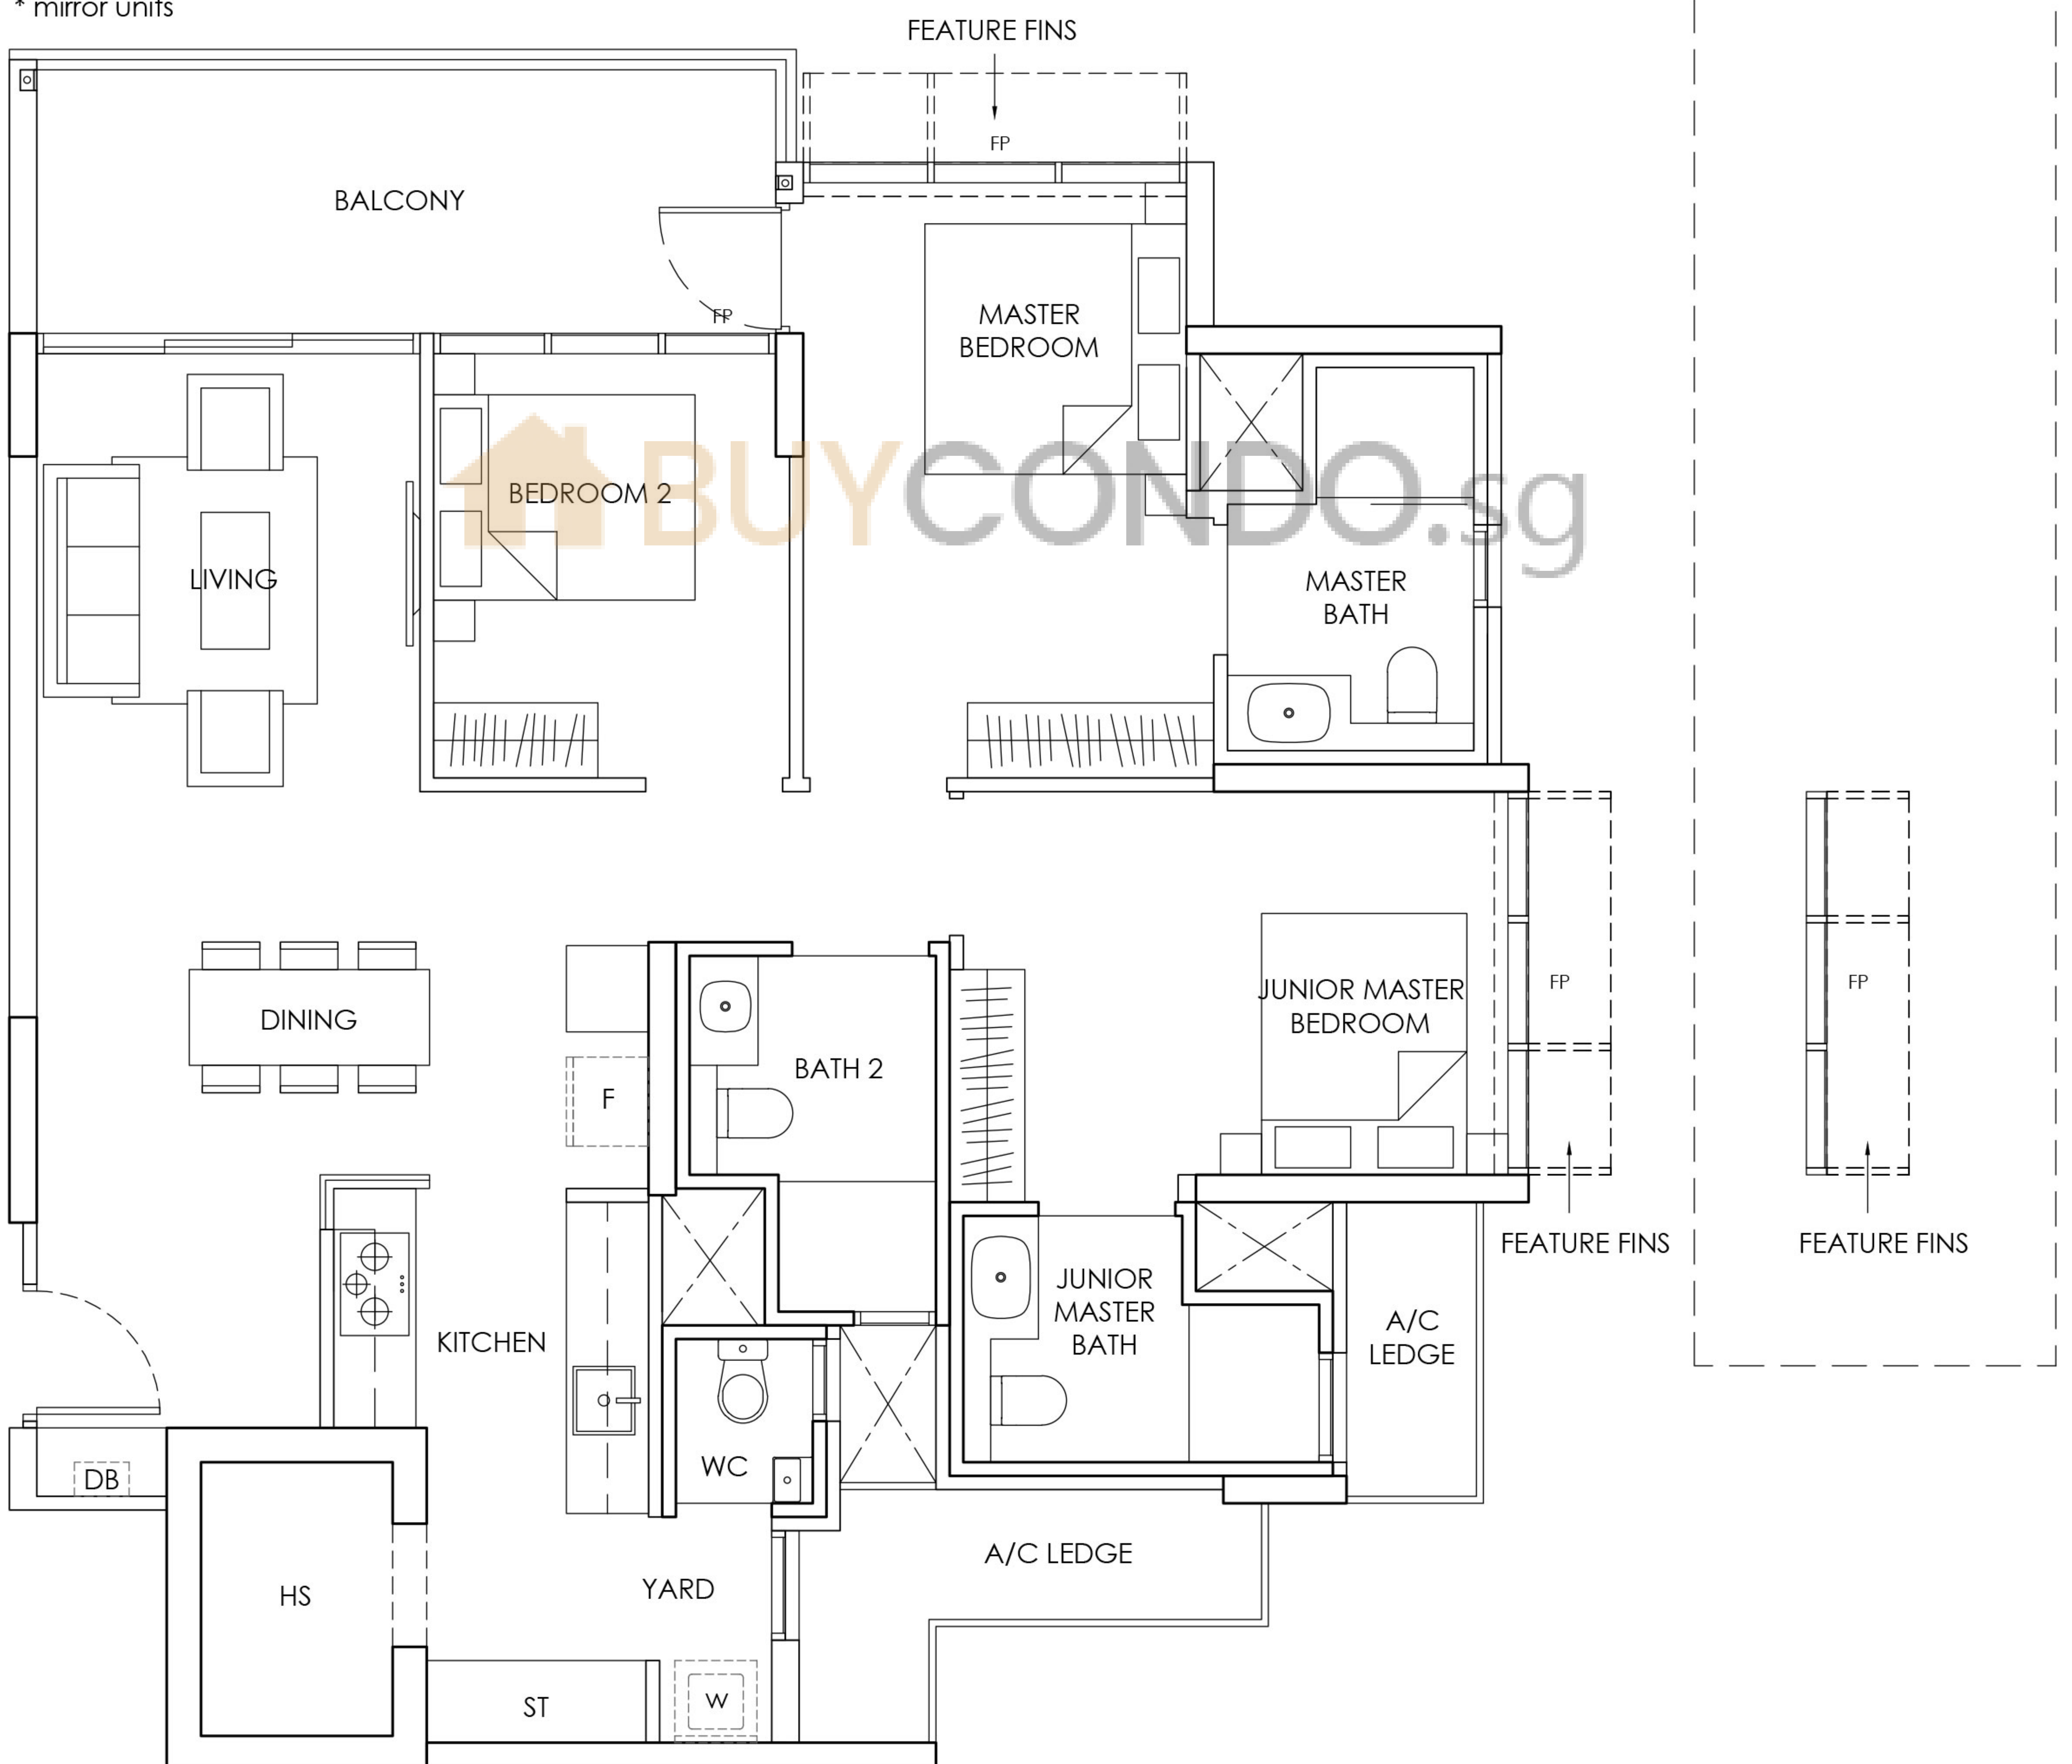 * mirror units
FEATURE FINS
FP
BALCONY
FP
MASTER
BEDROOM
BEDROOM 2
BUYCONDO.sg
LIVING
MASTER
BATH
JUNIOR MASTER
BEDROOM
FP
FP
DINING
BATH 2
F
FEATURE FINS
FEATURE FINS
JUNIOR
MASTER
BATH
A/C
LEDGE
KITCHEN
WC
DB
A/C LEDGE
HS
YARD
ST
W